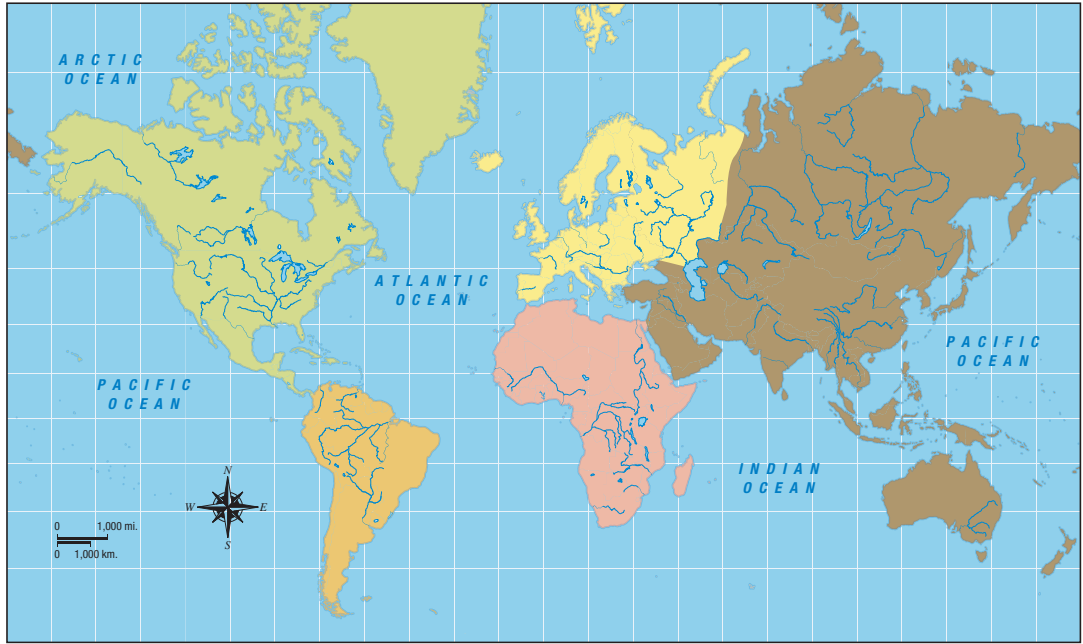 ARCTIC
OCEAN
ATLANTIC
OCEAN
PACIFIC
OCEAN
PACIFIC
OCEAN
INDIAN
OCEAN
N
W
E
S
0 1,000 mi.
0 1,000 km.